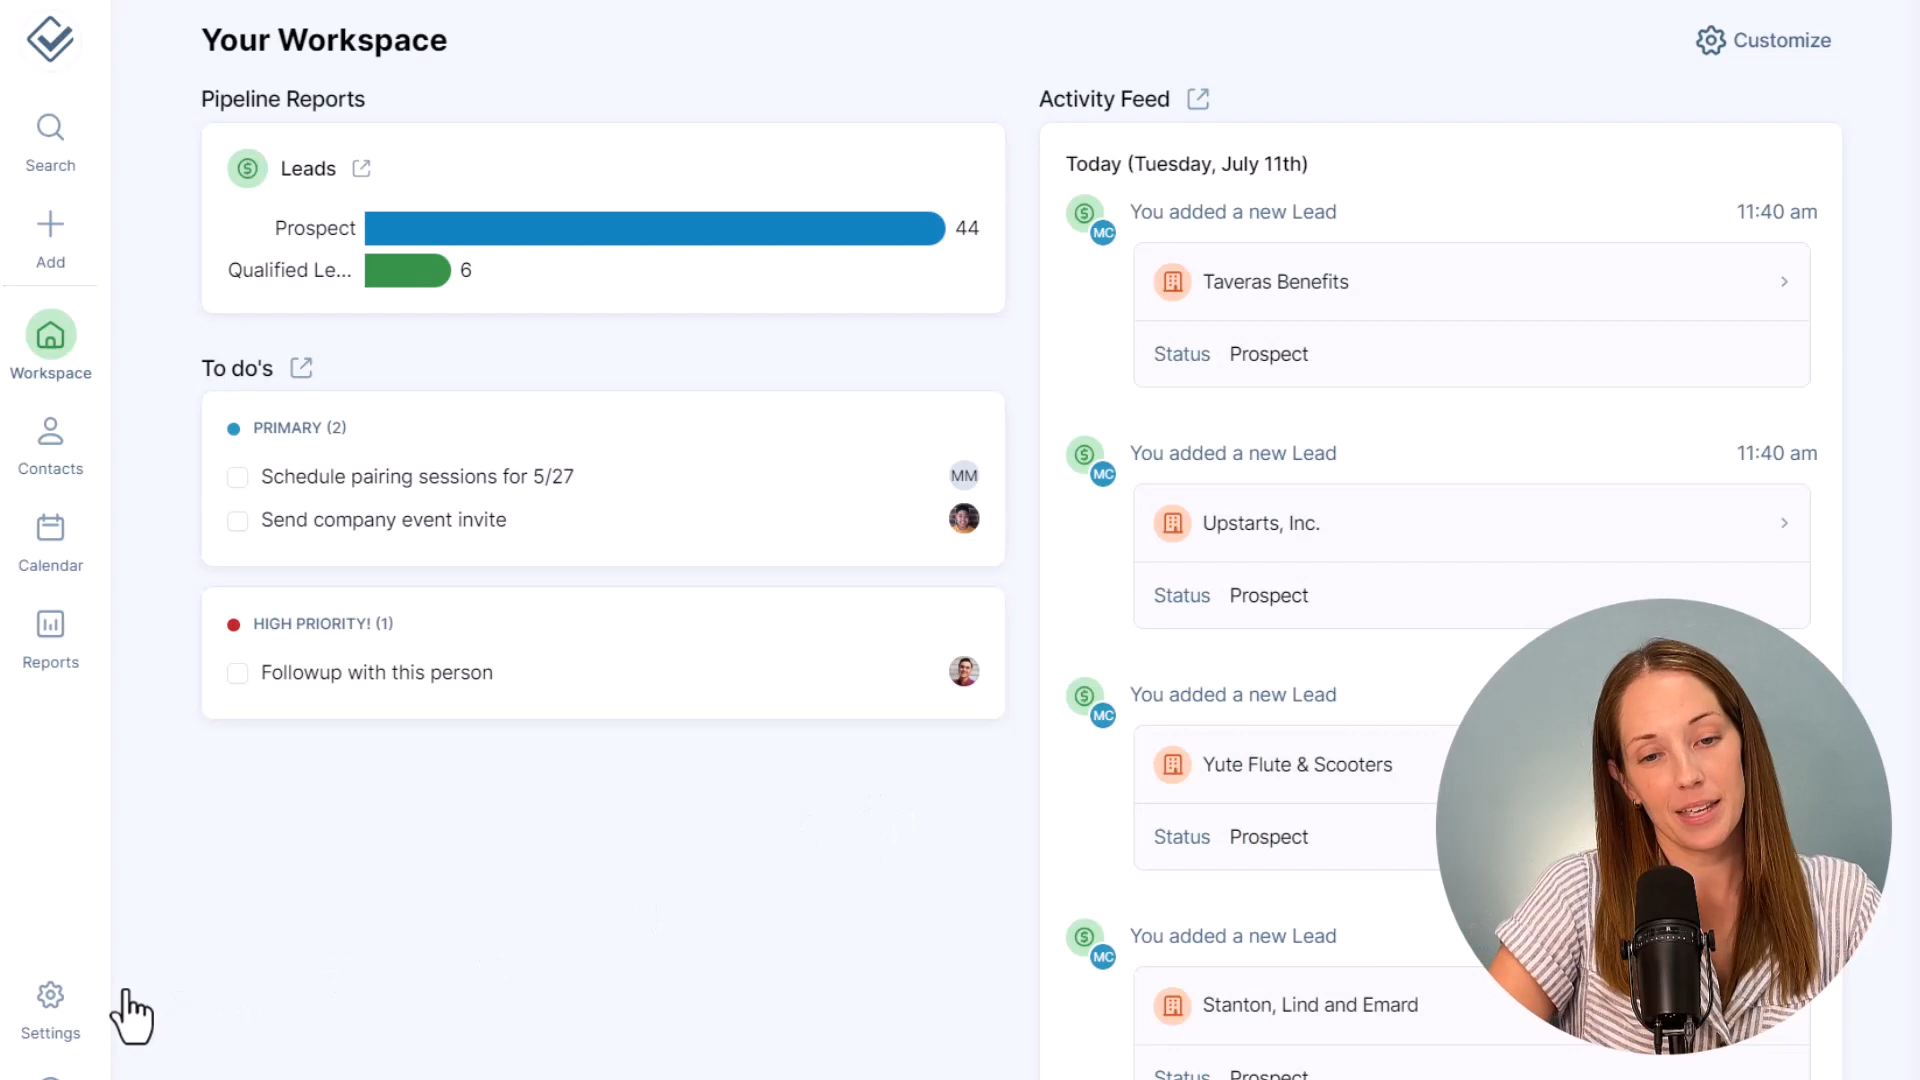 Your Workspace
Customize
Search
Add
Workspace
Contacts
Calendar
Reports
Settings
Pipeline Reports
Leads
Prospect 44
Qualified Le... 6
To do's
PRIMARY (2)
Schedule pairing sessions for 5/27 MM
Send company event invite
HIGH PRIORITY! (1)
Followup with this person
Activity Feed
Today (Tuesday, July 11th)
MC You added a new Lead 11:40 am
Taveras Benefits
Status Prospect
MC You added a new Lead 11:40 am
Upstarts, Inc.
Status Prospect
MC You added a new Lead
Yute Flute & Scooters
Status Prospect
MC You added a new Lead
Stanton, Lind and Emard
Status Prospect